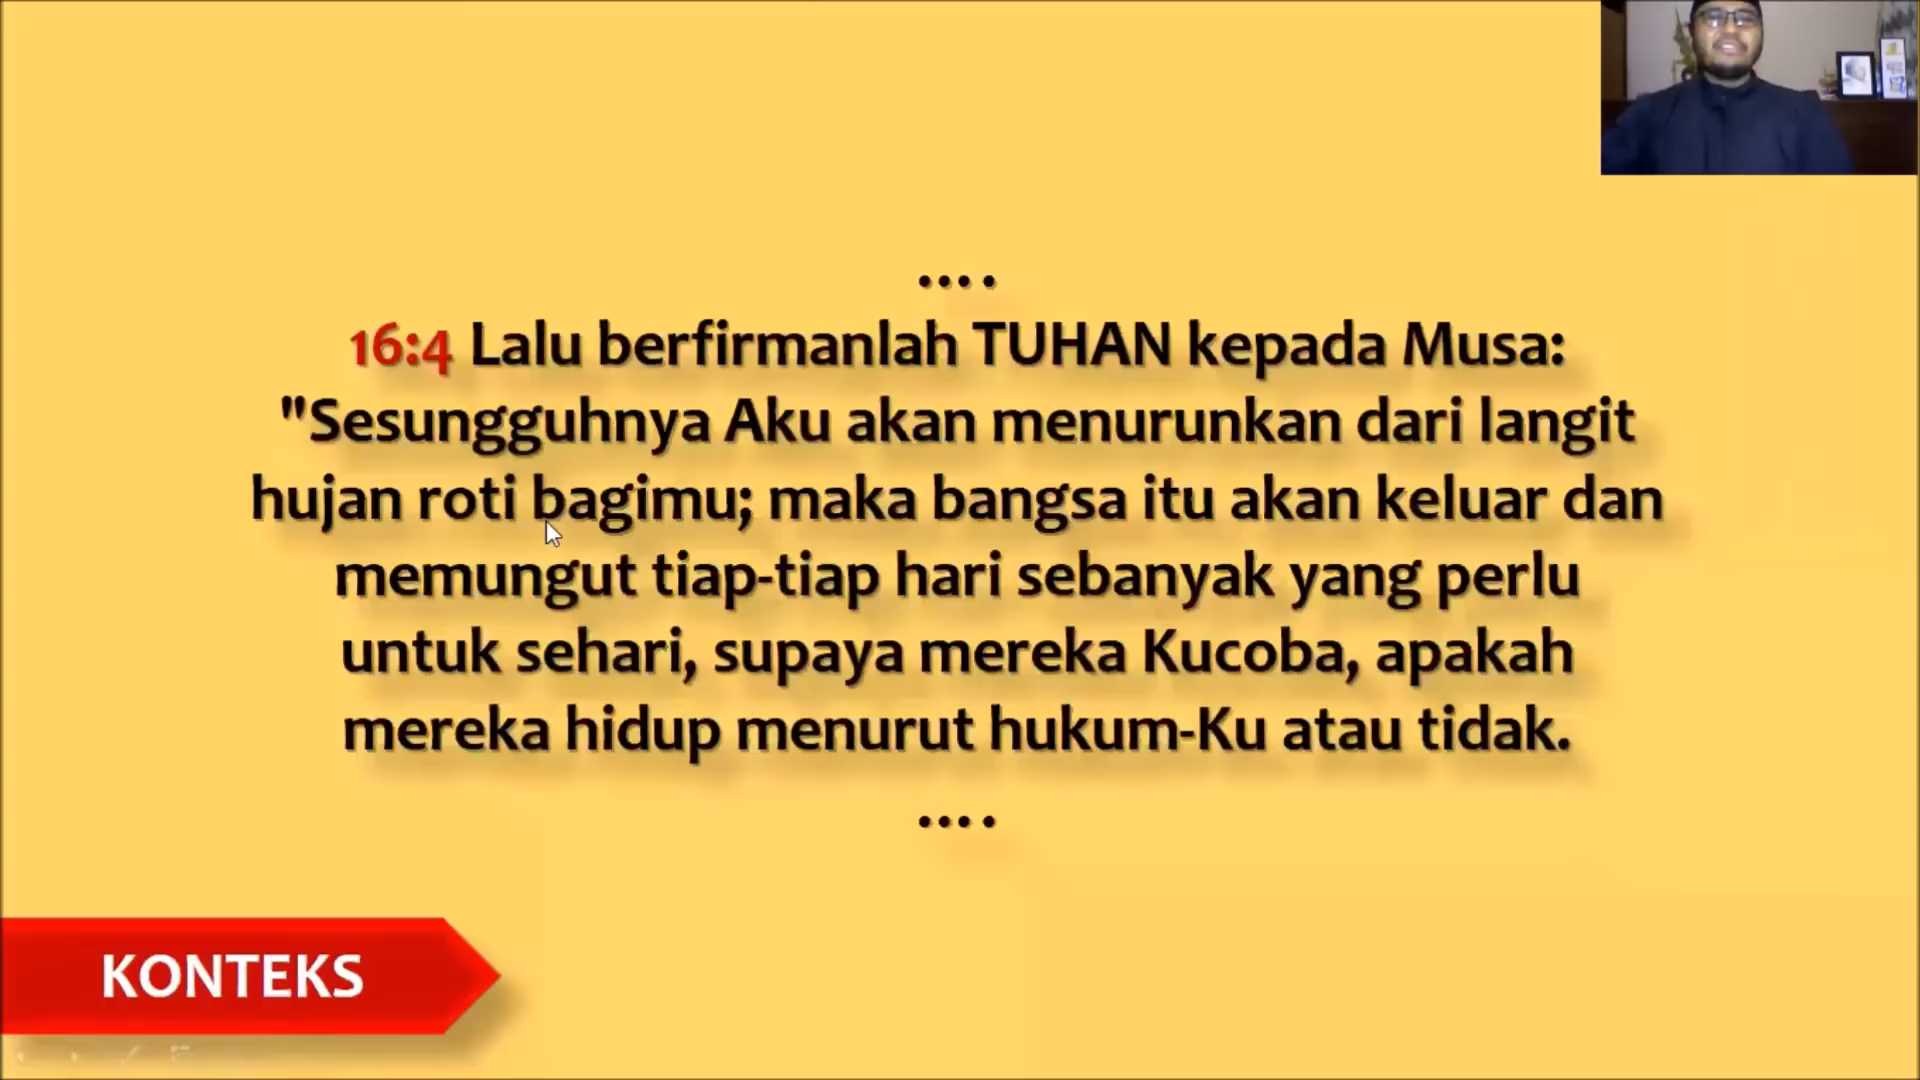 ....
16:4 Lalu berfirmanlah TUHAN kepada Musa:
"Sesungguhnya Aku akan menurunkan dari langit
hujan roti bagimu; maka bangsa itu akan keluar dan
memungut tiap-tiap hari sebanyak yang perlu
untuk sehari, supaya mereka Kucoba, apakah
mereka hidup menurut hukum-Ku atau tidak.
....
KONTEKS